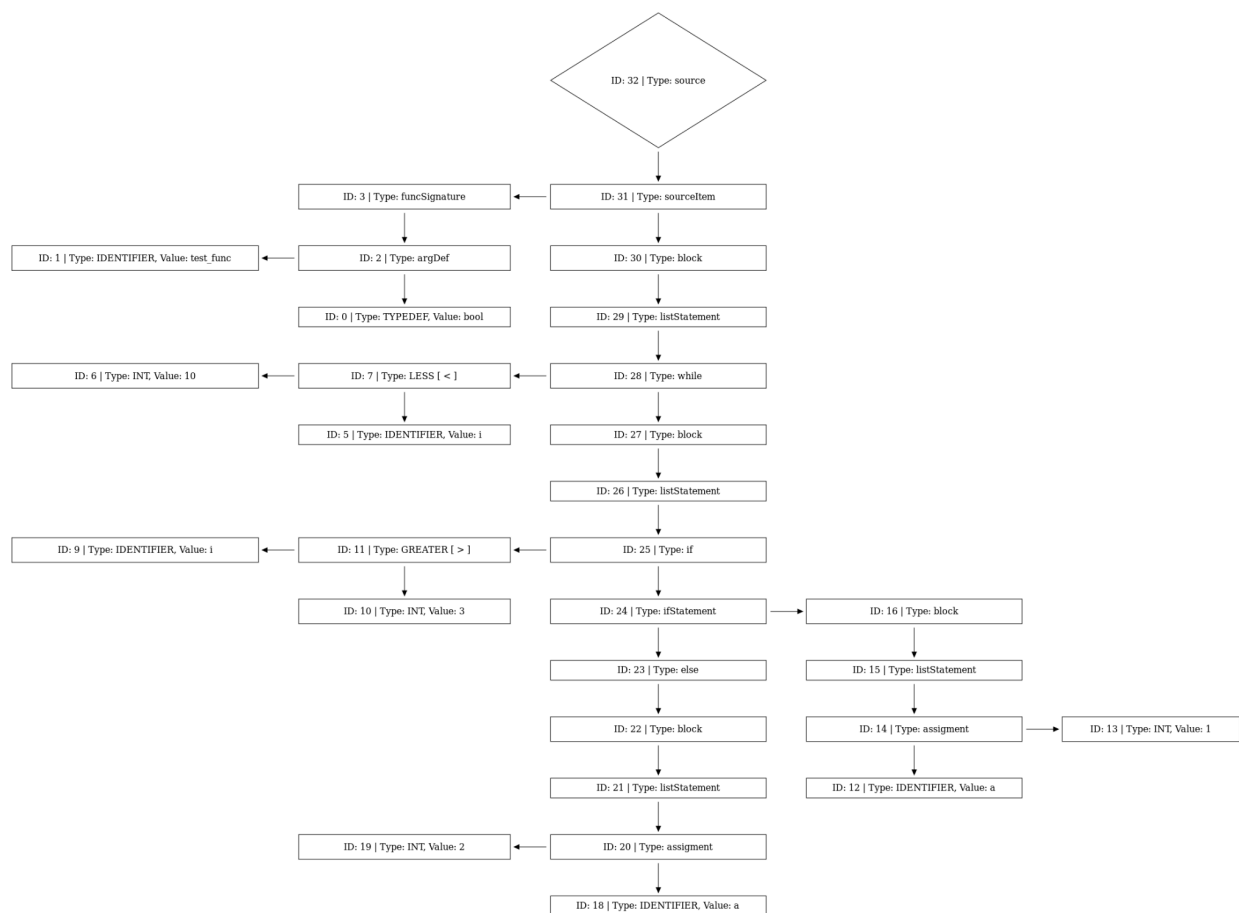 ID: 32 | Type: source
ID: 3 | Type: funcSignature
ID: 31 | Type: sourceItem
ID: 1 | Type: IDENTIFIER, Value: test_func
ID: 2 | Type: argDef
ID: 30 | Type: block
ID: 0 | Type: TYPEDEF, Value: bool
ID: 29 | Type: listStatement
ID: 6 | Type: INT, Value: 10
ID: 7 | Type: LESS [ < ]
ID: 28 | Type: while
ID: 5 | Type: IDENTIFIER, Value: i
ID: 27 | Type: block
ID: 26 | Type: listStatement
ID: 9 | Type: IDENTIFIER, Value: i
ID: 11 | Type: GREATER [ > ]
ID: 25 | Type: if
ID: 10 | Type: INT, Value: 3
ID: 24 | Type: ifStatement
ID: 16 | Type: block
ID: 23 | Type: else
ID: 15 | Type: listStatement
ID: 22 | Type: block
ID: 14 | Type: assigment
ID: 13 | Type: INT, Value: 1
ID: 21 | Type: listStatement
ID: 12 | Type: IDENTIFIER, Value: a
ID: 19 | Type: INT, Value: 2
ID: 20 | Type: assigment
ID: 18 | Type: IDENTIFIER, Value: a